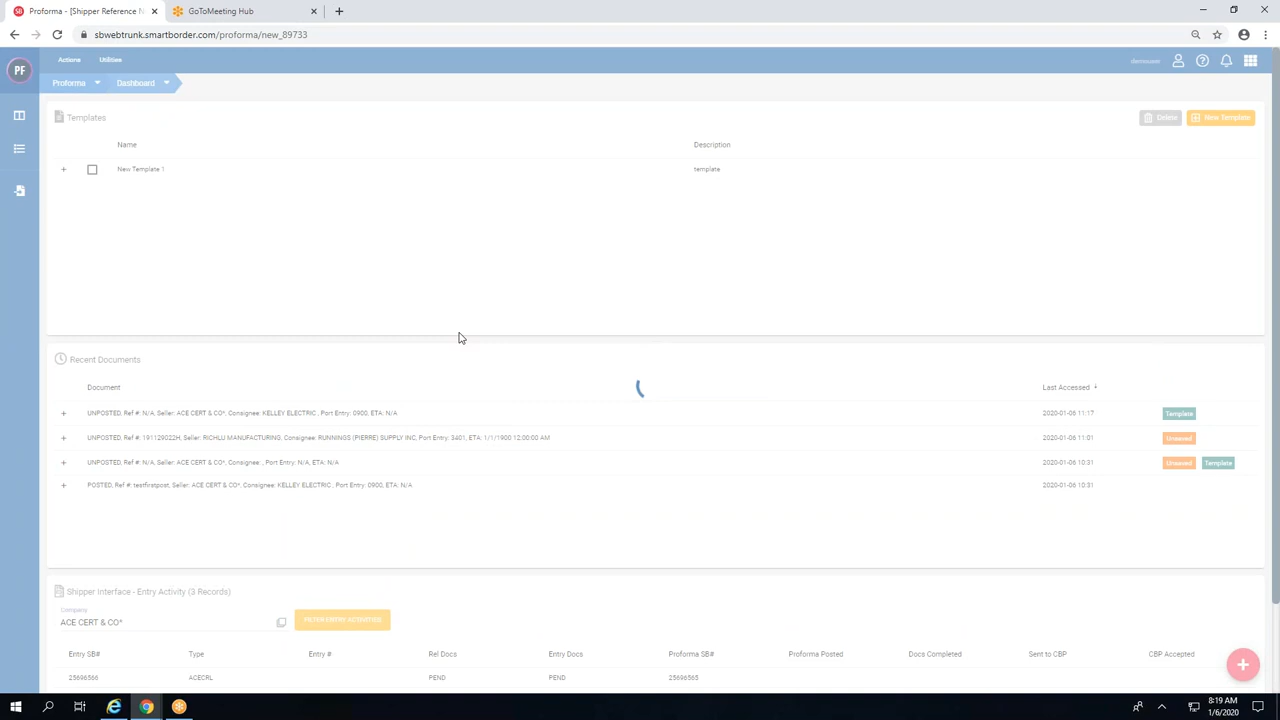 Proforma - [Shipper Reference N
GoToMeeting Hub
sbwebtrunk.smartborder.com/proforma/new_89733
PF
Actions
Utilities
demouser
Proforma
Dashboard
Templates
Delete
New Template
Name
Description
New Template 1
template
Recent Documents
Document
Last Accessed
UNPOSTED, Ref #: N/A, Seller: ACE CERT & CO*, Consignee: KELLEY ELECTRIC , Port Entry: 0900, ETA: N/A
2020-01-06 11:17
Template
UNPOSTED, Ref #: 191129022H, Seller: RICHLU MANUFACTURING, Consignee: RUNNINGS (PIERRE) SUPPLY INC, Port Entry: 3401, ETA: 1/1/1900 12:00:00 AM
2020-01-06 11:01
Unsaved
UNPOSTED, Ref #: N/A, Seller: ACE CERT & CO*, Consignee: , Port Entry: N/A, ETA: N/A
2020-01-06 10:31
Unsaved
Template
POSTED, Ref #: testfirstpost, Seller: ACE CERT & CO*, Consignee: KELLEY ELECTRIC , Port Entry: 0900, ETA: N/A
2020-01-06 10:31
Shipper Interface - Entry Activity (3 Records)
Company
ACE CERT & CO*
FILTER ENTRY ACTIVITIES
Entry SB#
Type
Entry #
Rel Docs
Entry Docs
Proforma SB#
Proforma Posted
Docs Completed
Sent to CBP
CBP Accepted
25696566
ACECRL
PEND
PEND
25696565
8:19 AM
1/6/2020